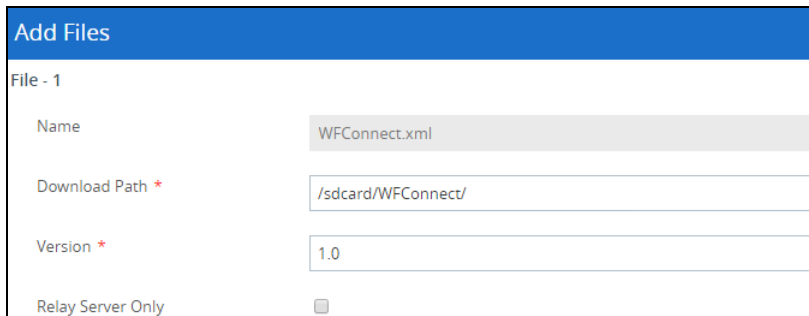 Add Files
File - 1
Name WFConnect.xml
Download Path * /sdcard/WFConnect/
Version * 1.0
Relay Server Only